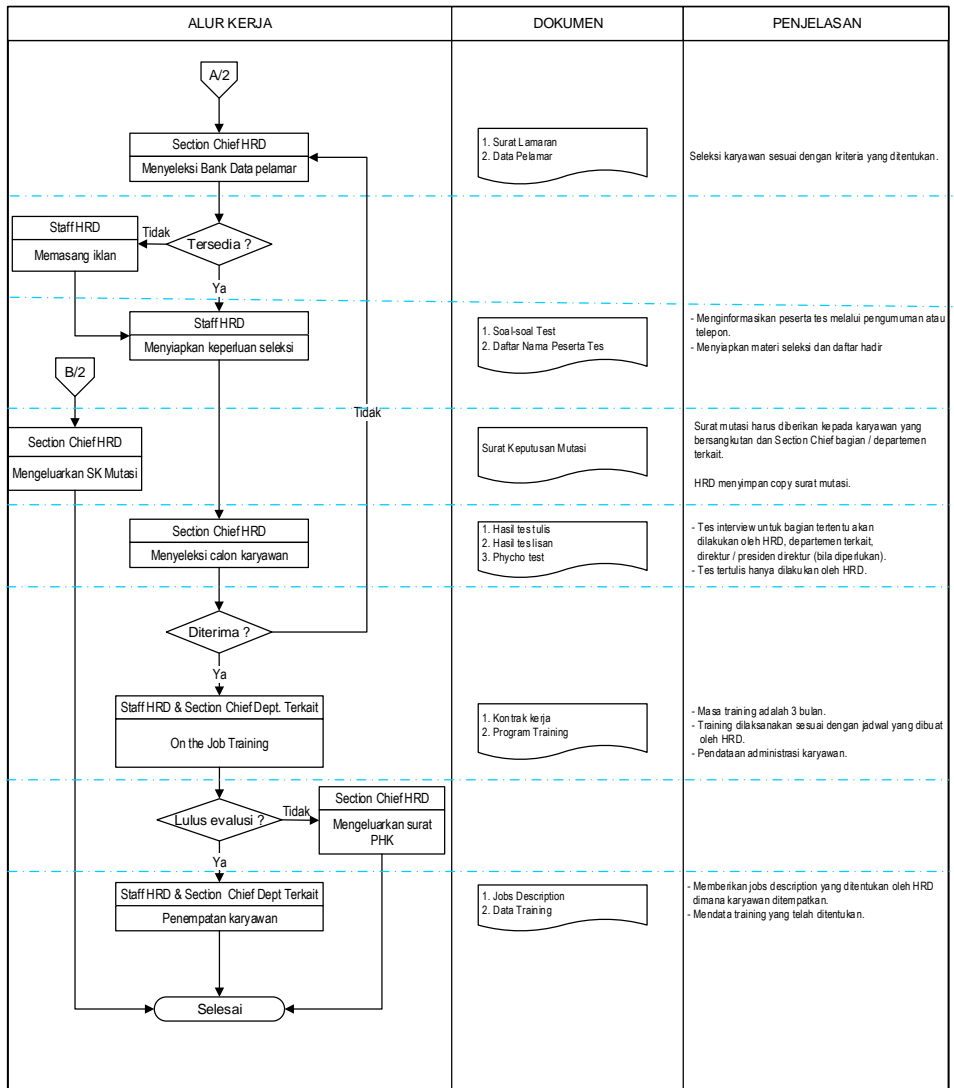 ALUR KERJA
DOKUMEN
PENJELASAN
A/2
Section Chief HRD
Menyeleksi Bank Data pelamar
1. Surat Lamaran
2. Data Pelamar
Seleksi karyawan sesuai dengan kriteria yang ditentukan.
Staff HRD
Memasang iklan
Tidak
Tersedia ?
Ya
Staff HRD
Menyiapkan keperluan seleksi
1. Soal-soal Test
2. Daftar Nama Peserta Tes
- Menginformasikan peserta tes melalui pengumuman atau
telepon.
- Menyiapkan materi seleksi dan daftar hadir
B/2
Tidak
Section Chief HRD
Mengeluarkan SK Mutasi
Surat Keputusan Mutasi
Surat mutasi harus diberikan kepada karyawan yang
bersangkutan dan Section Chief bagian / departemen
terkait.
HRD menyimpan copy surat mutasi.
Section Chief HRD
Menyeleksi calon karyawan
1. Hasil tes tulis
2. Hasil tes lisan
3. Phycho test
- Tes interview untuk bagian tertentu akan
dilakukan oleh HRD, departemen terkait,
direktur / presiden direktur (bila diperlukan).
- Tes tertulis hanya dilakukan oleh HRD.
Diterima ?
Ya
Staff HRD & Section Chief Dept. Terkait
On the Job Training
1. Kontrak kerja
2. Program Training
- Masa training adalah 3 bulan.
- Training dilaksanakan sesuai dengan jadwal yang dibuat
oleh HRD.
- Pendataan administrasi karyawan.
Lulus evalusi ?
Tidak
Section Chief HRD
Mengeluarkan surat
PHK
Ya
Staff HRD & Section Chief Dept Terkait
Penempatan karyawan
1. Jobs Description
2. Data Training
- Memberikan jobs description yang ditentukan oleh HRD
dimana karyawan ditempatkan.
- Mendata training yang telah ditentukan.
Selesai